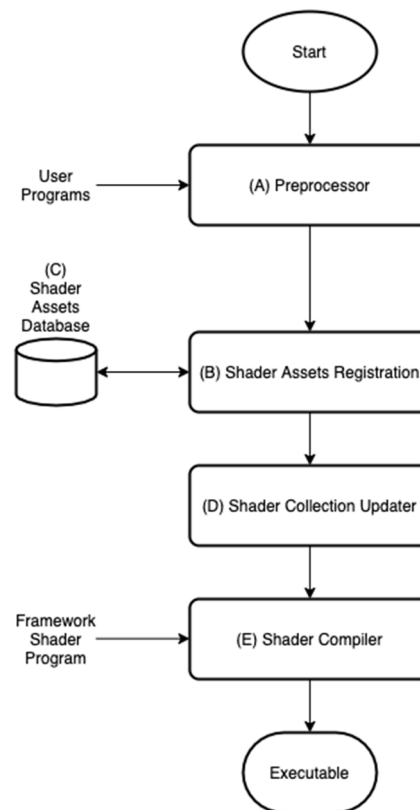 Start
User
Programs
(A) Preprocessor
(C)
Shader
Assets
Database
(B) Shader Assets Registration
(D) Shader Collection Updater
Framework
Shader
Program
(E) Shader Compiler
Executable